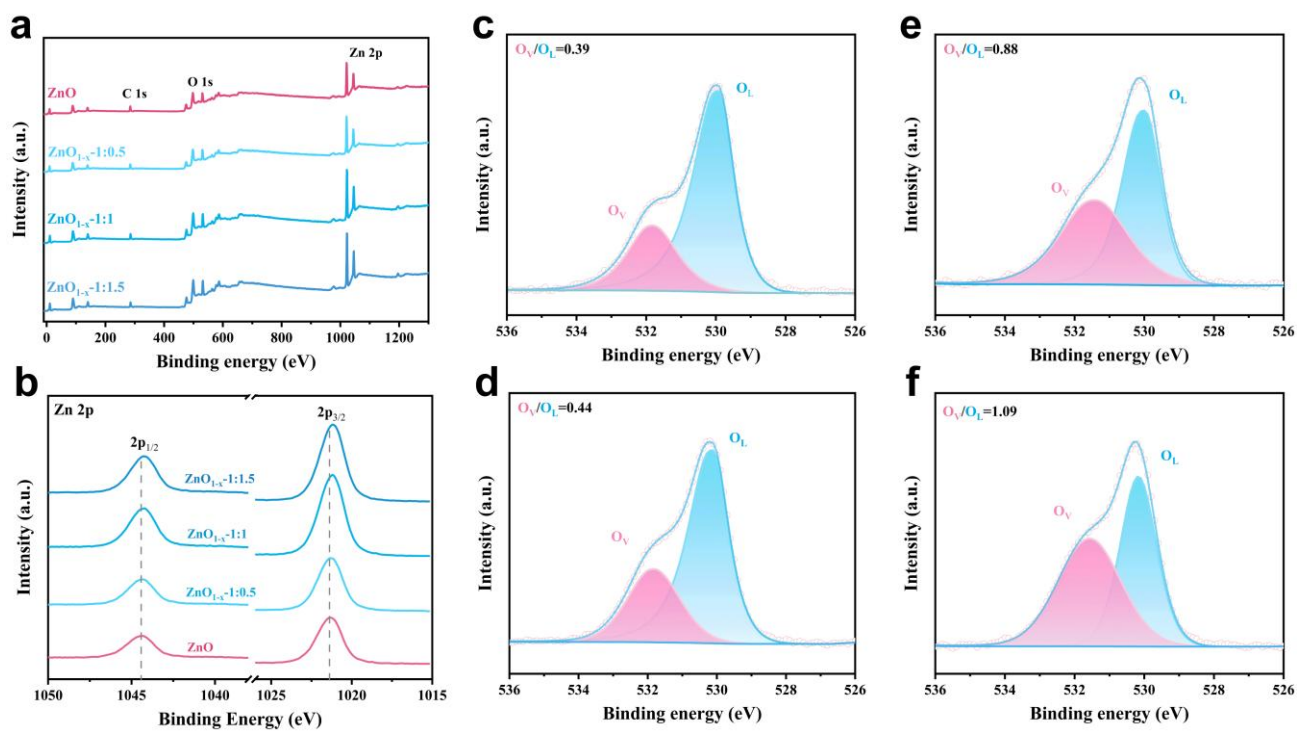 a
Zn 2p
O 1s
C 1s
ZnO
ZnO1-x-1:0.5
ZnO1-x-1:1
ZnO1-x-1:1.5
Intensity (a.u.)
0 200 400 600 800 1000 1200
Binding energy (eV)
b
Zn 2p
2p1/2
2p3/2
ZnO1-x-1:1.5
ZnO1-x-1:1
ZnO1-x-1:0.5
ZnO
Intensity (a.u.)
1050 1045 1040 1025 1020 1015
Binding Energy (eV)
c
OV/OL=0.39
OL
OV
Intensity (a.u.)
536 534 532 530 528 526
Binding energy (eV)
d
OV/OL=0.44
OL
OV
Intensity (a.u.)
536 534 532 530 528 526
Binding energy (eV)
e
OV/OL=0.88
OL
OV
Intensity (a.u.)
536 534 532 530 528 526
Binding energy (eV)
f
OV/OL=1.09
OL
OV
Intensity (a.u.)
536 534 532 530 528 526
Binding energy (eV)